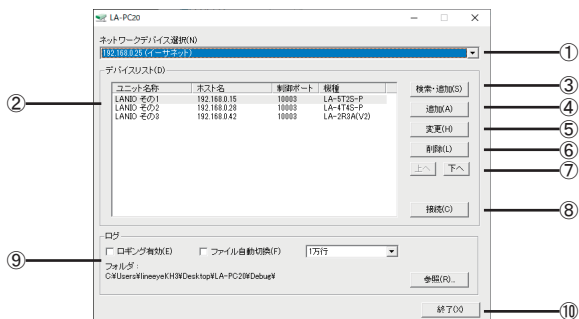 LA-PC20
ネットワークデバイス選択(N)
192.168.0.25 (イーサネット)
①
デバイスリスト(D)
②
ユニット名称 ホスト名 制御ポート 機種
LANIO その1 192.168.0.15 10003 LA-5T2S-P
LANIO その2 192.168.0.28 10003 LA-4T4S-P
LANIO その3 192.168.0.42 10003 LA-2R3A(V2)
検索・追加(S) ③
追加(A) ④
変更(H) ⑤
削除(L) ⑥
上へ 下へ ⑦
接続(C) ⑧
ログ
⑨
ロギング有効(E) ファイル自動切換(F) 1万行
フォルダ :
C:¥Users¥lineeyeKH3¥Desktop¥LA-PC20¥Debug¥
参照(R)...
終了(X) ⑩